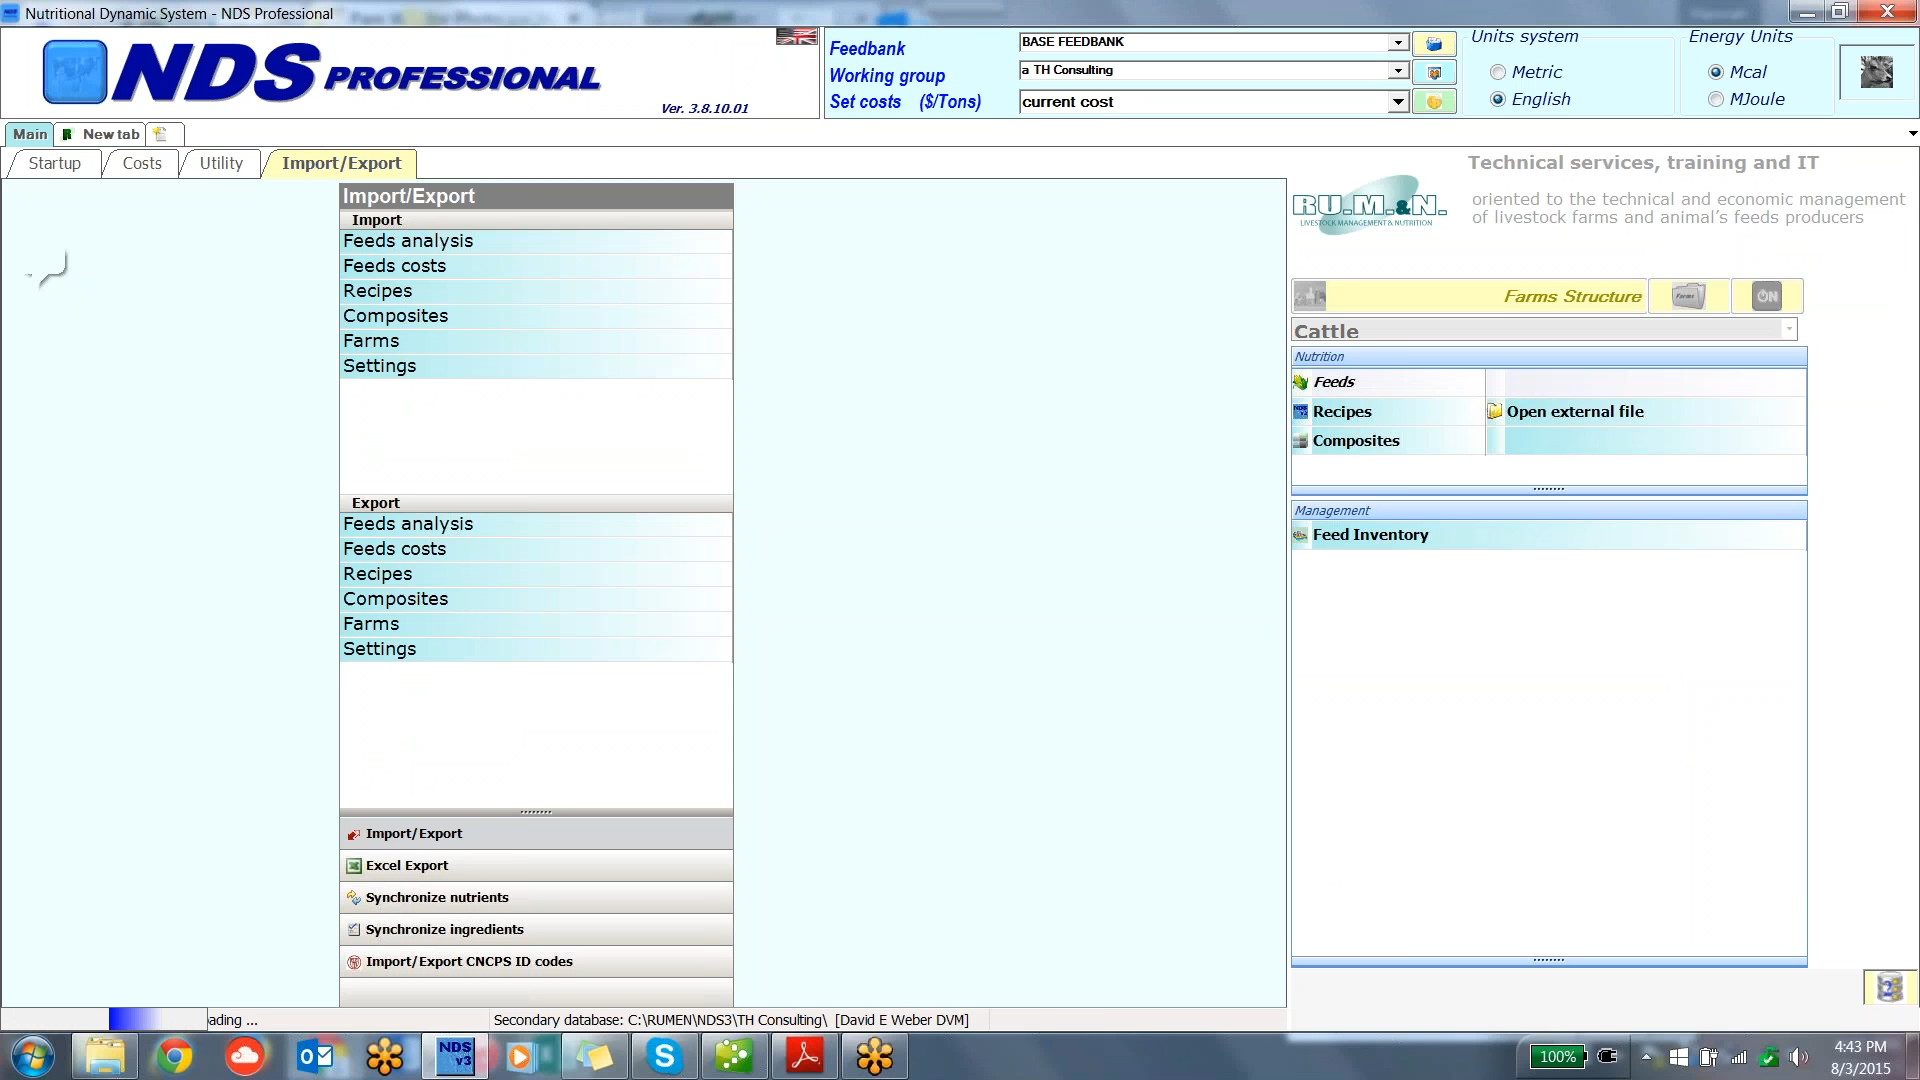 Nutritional Dynamic System - NDS Professional
NDS PROFESSIONAL
Ver. 3.8.10.01
Feedbank
BASE FEEDBANK
Working group
a TH Consulting
Set costs ($/Tons)
current cost
Units system
Metric
English
Energy Units
Mcal
MJoule
Main
New tab
Startup
Costs
Utility
Import/Export
Import/Export
Import
Feeds analysis
Feeds costs
Recipes
Composites
Farms
Settings
Export
Feeds analysis
Feeds costs
Recipes
Composites
Farms
Settings
Import/Export
Excel Export
Synchronize nutrients
Synchronize ingredients
Import/Export CNCPS ID codes
RU.M.&N.
LIVESTOCK MANAGEMENT & NUTRITION
Technical services, training and IT
oriented to the technical and economic management
of livestock farms and animal's feeds producers
Farms Structure
Farms
ON
Cattle
Nutrition
Feeds
Recipes
Open external file
Composites
Management
Feed Inventory
ading ...
Secondary database: C:\RUMEN\NDS3\TH Consulting\ [David E Weber DVM]
NDS
v3
100%
4:43 PM
8/3/2015